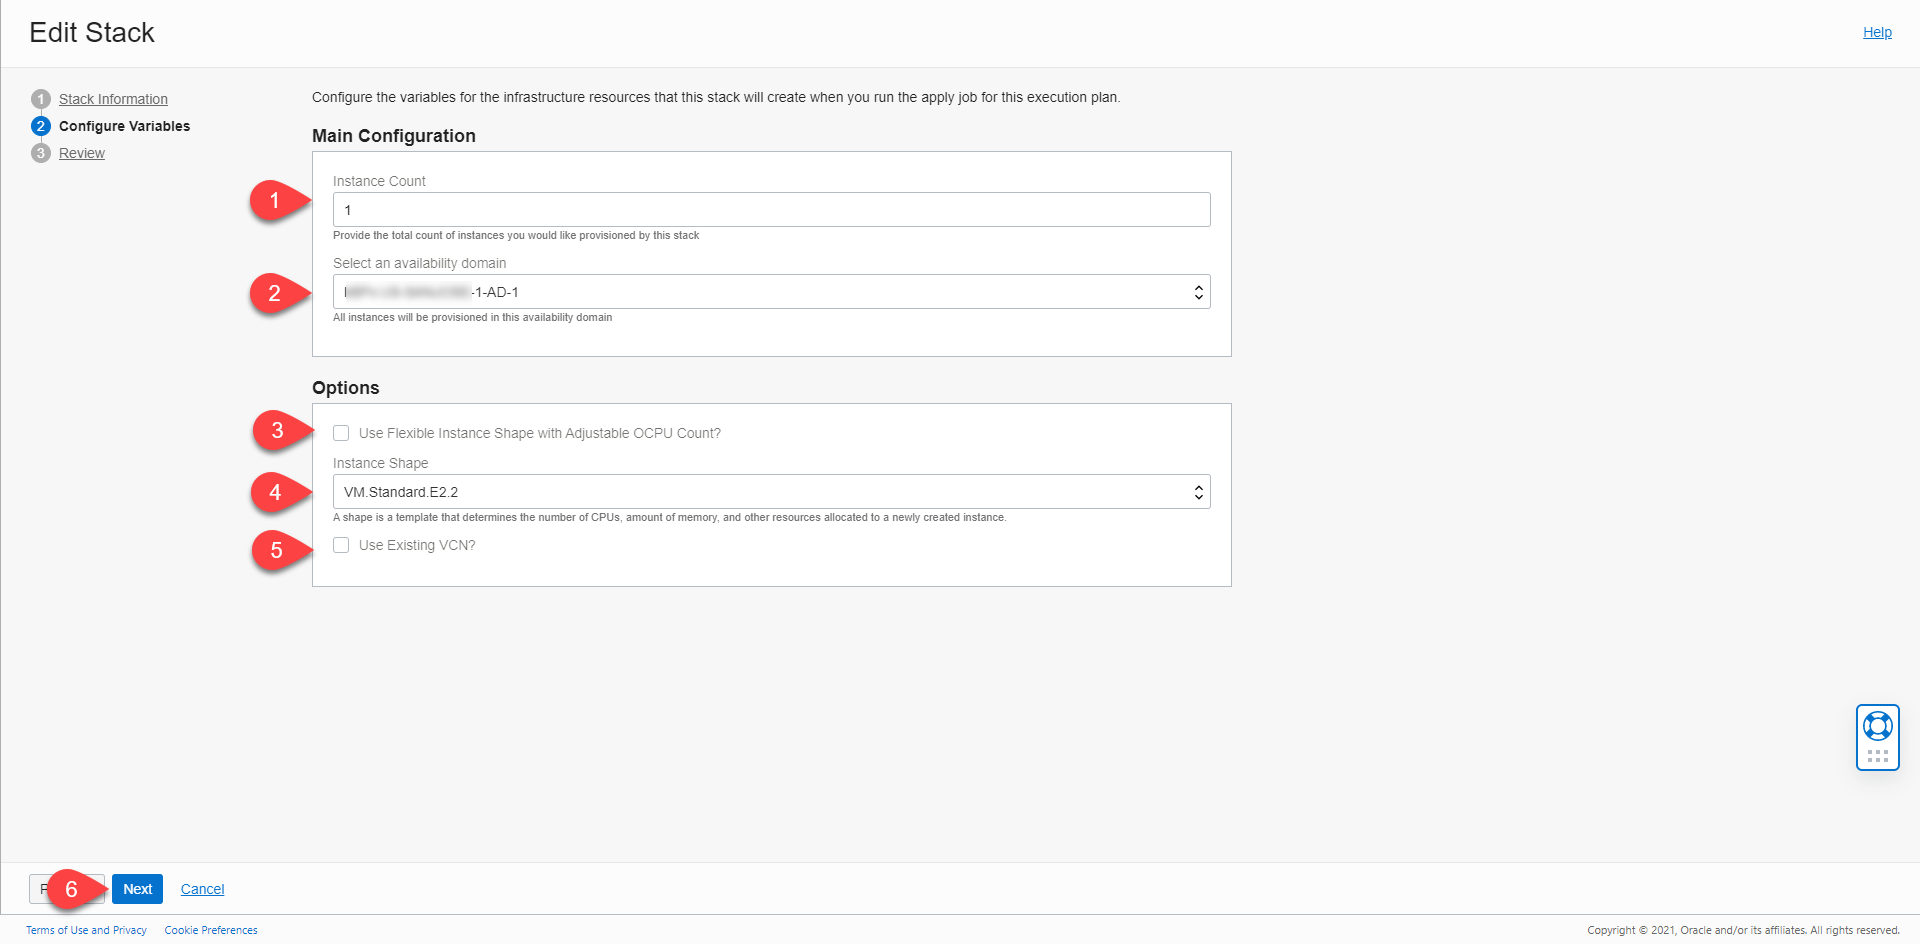 Edit Stack
Help
1 Stack Information
2 Configure Variables
3 Review
Configure the variables for the infrastructure resources that this stack will create when you run the apply job for this execution plan.
Main Configuration
Instance Count
1
1
Provide the total count of instances you would like provisioned by this stack
Select an availability domain
2
-1-AD-1
All instances will be provisioned in this availability domain
Options
3
Use Flexible Instance Shape with Adjustable OCPU Count?
Instance Shape
4
VM.Standard.E2.2
A shape is a template that determines the number of CPUs, amount of memory, and other resources allocated to a newly created instance.
5
Use Existing VCN?
6
Next
Cancel
Terms of Use and Privacy
Cookie Preferences
Copyright © 2021, Oracle and/or its affiliates. All rights reserved.